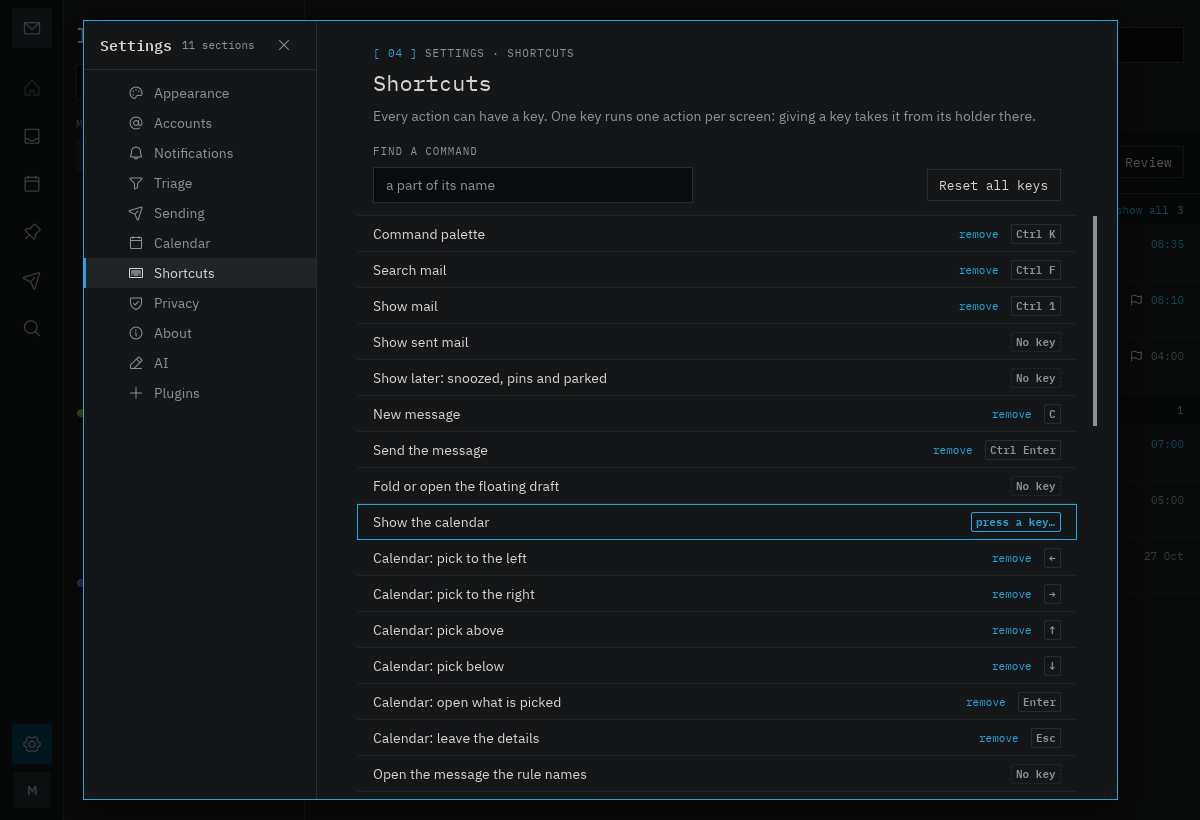 Settings 11 sections
Appearance
Accounts
Notifications
Triage
Sending
Calendar
Shortcuts
Privacy
About
AI
Plugins
M
[ 04 ] SETTINGS · SHORTCUTS
Shortcuts
Every action can have a key. One key runs one action per screen: giving a key takes it from its holder there.
FIND A COMMAND
a part of its name
Reset all keys
Command palette remove Ctrl K
Search mail remove Ctrl F
Show mail remove Ctrl 1
Show sent mail No key
Show later: snoozed, pins and parked No key
New message remove C
Send the message remove Ctrl Enter
Fold or open the floating draft No key
Show the calendar press a key…
Calendar: pick to the left remove ←
Calendar: pick to the right remove →
Calendar: pick above remove ↑
Calendar: pick below remove ↓
Calendar: open what is picked remove Enter
Calendar: leave the details remove Esc
Open the message the rule names No key
Review
show all 3
08:35
08:10
04:00
1
07:00
05:00
27 Oct